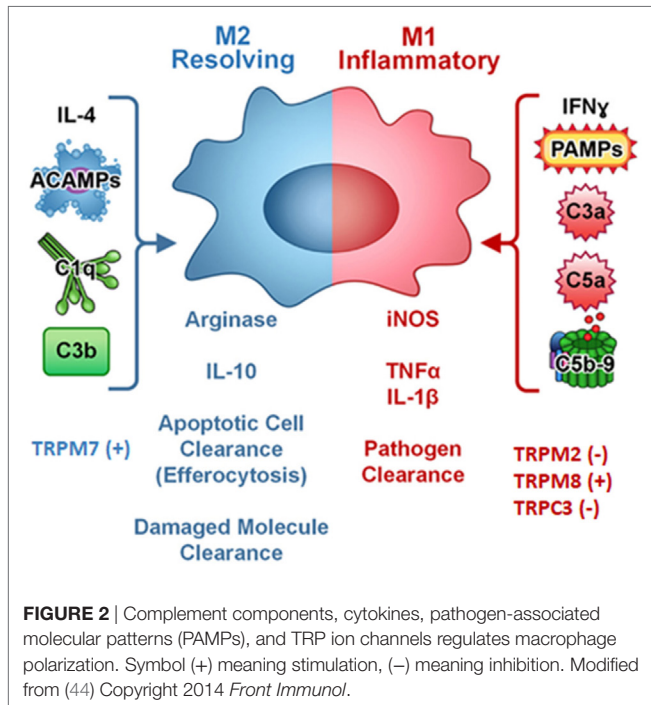 M2
Resolving
M1
Inflammatory
IL-4
ACAMPs
C1q
C3b
TRPM7 (+)
Arginase
IL-10
Apoptotic Cell
Clearance
(Efferocytosis)
Damaged Molecule
Clearance
iNOS
TNFα
IL-1β
Pathogen
Clearance
IFNɣ
PAMPs
C3a
C5a
C5b-9
TRPM2 (-)
TRPM8 (+)
TRPC3 (-)
FIGURE 2 | Complement components, cytokines, pathogen-associated
molecular patterns (PAMPs), and TRP ion channels regulates macrophage
polarization. Symbol (+) meaning stimulation, (−) meaning inhibition. Modified
from (44) Copyright 2014 Front Immunol.